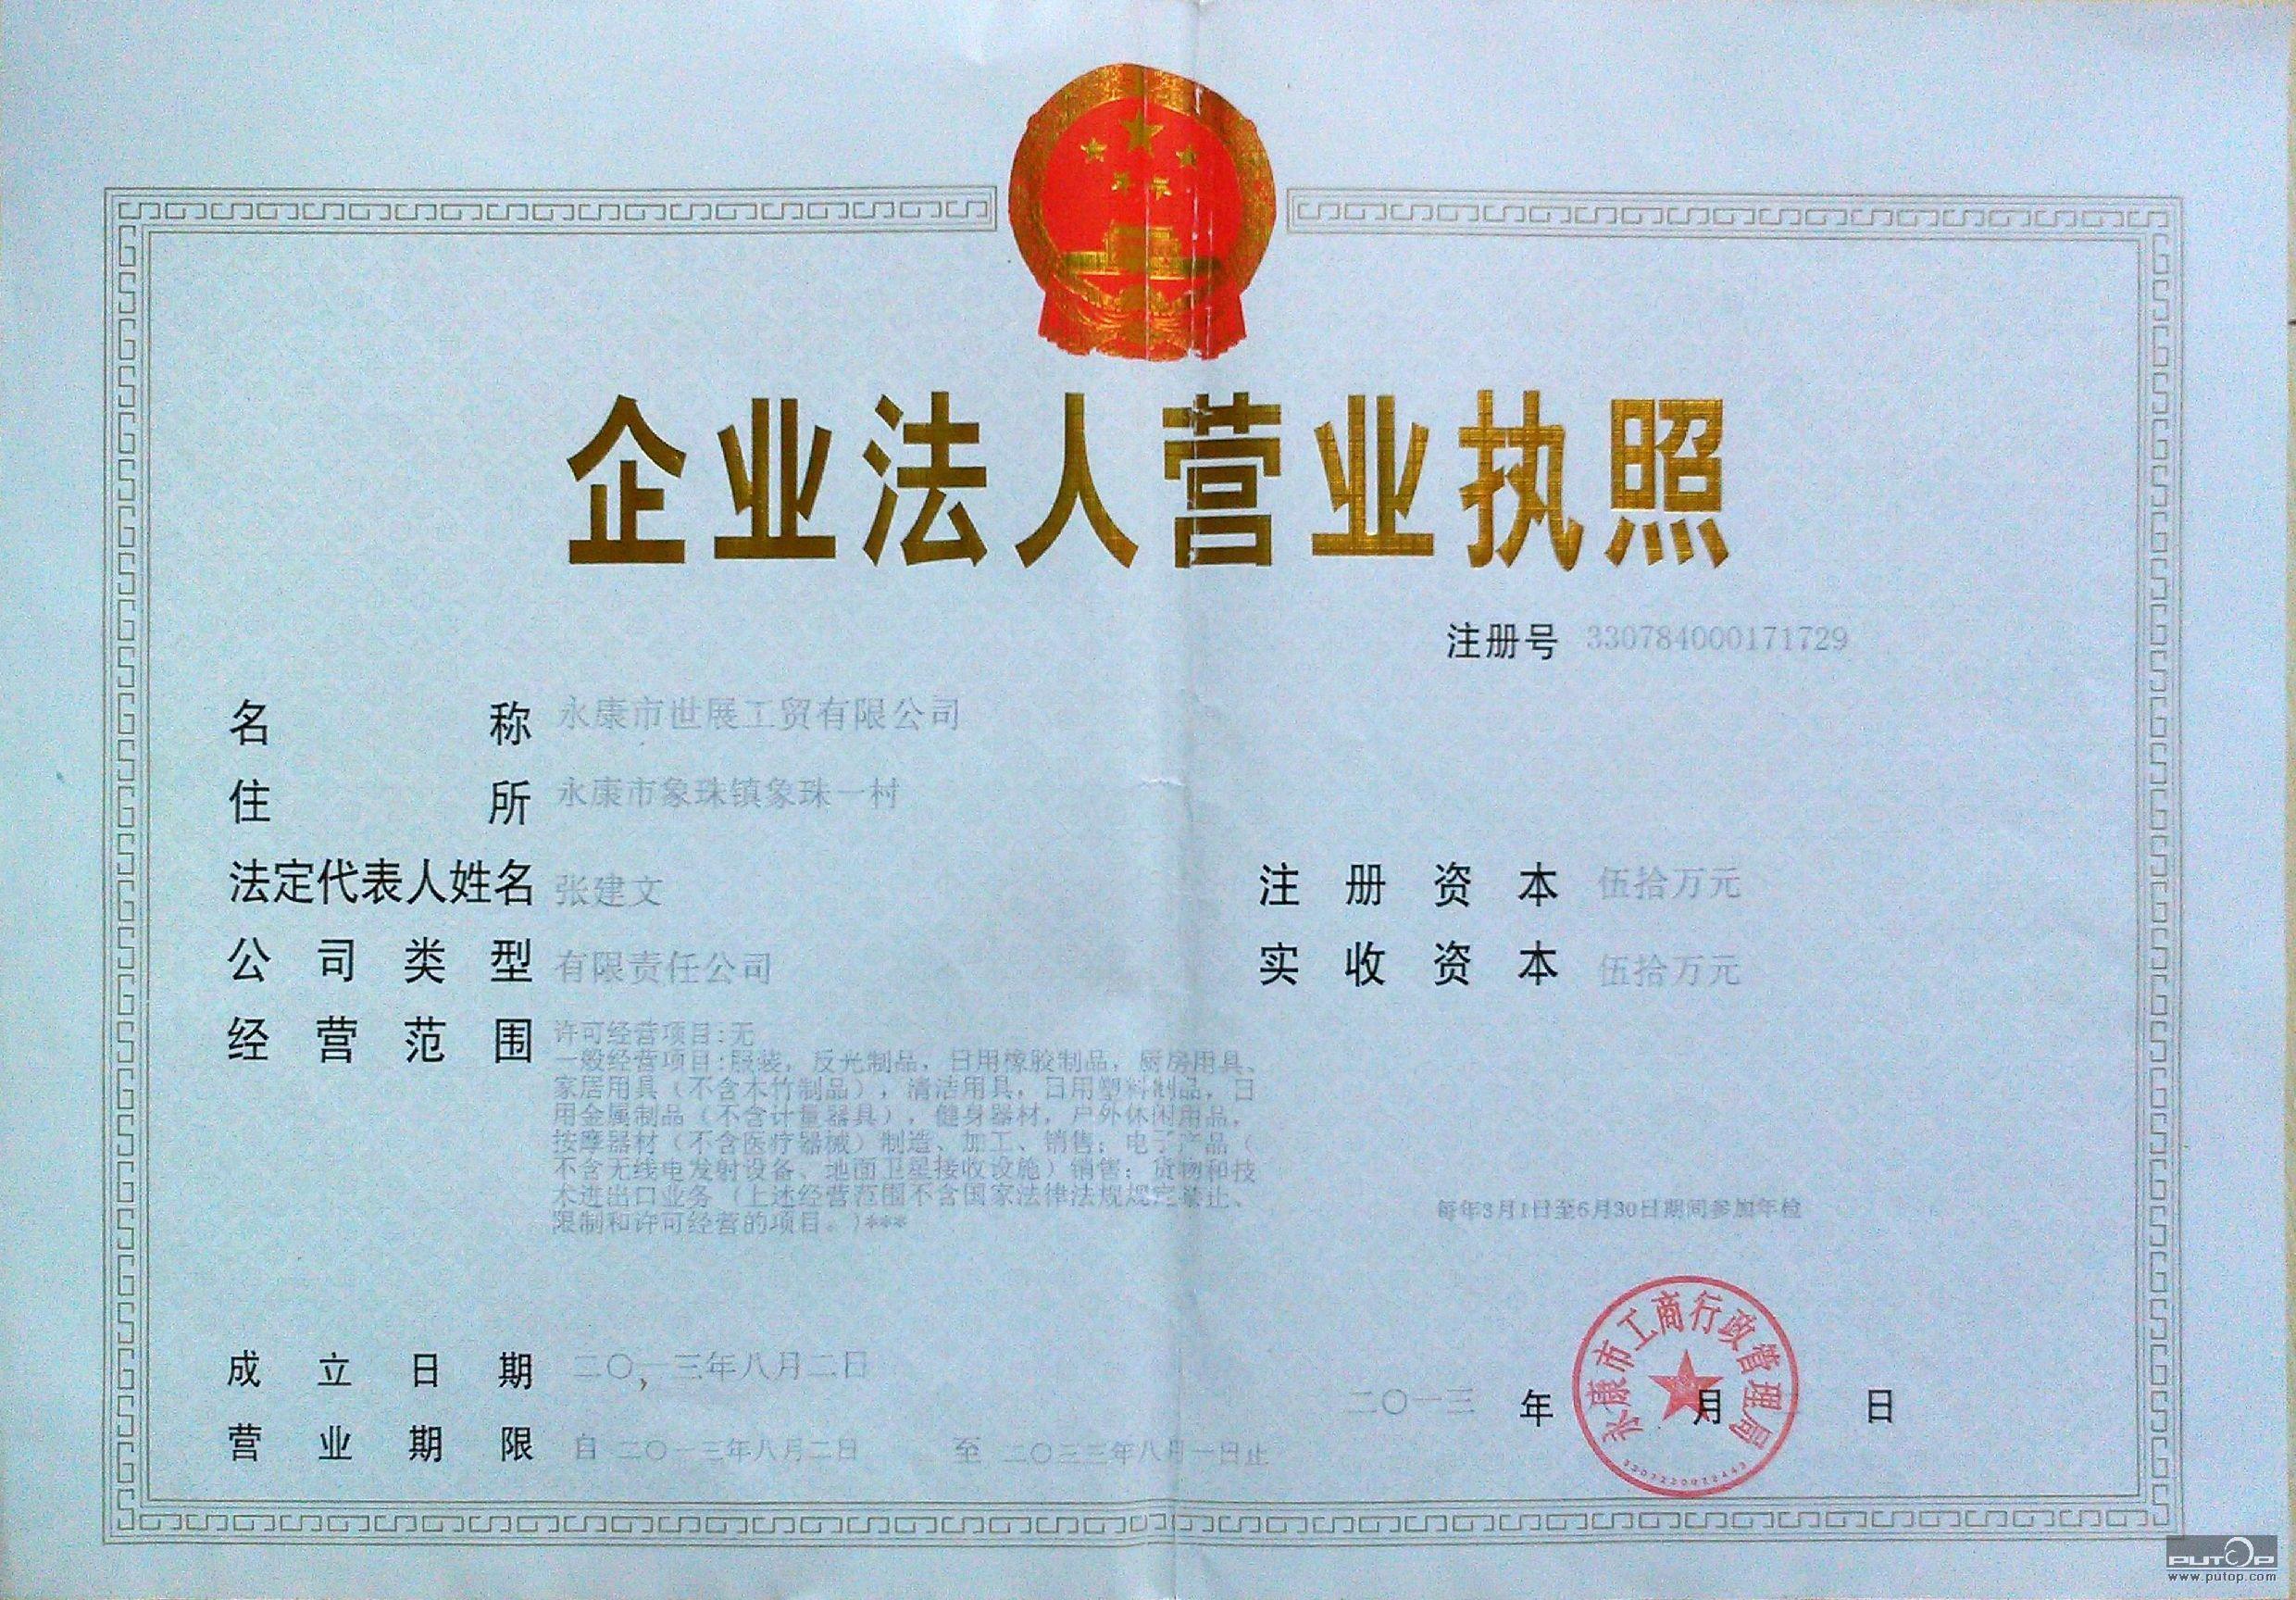 企业法人营业执照
注册号 330784000171729
名称 永康市世展工贸有限公司
住所 永康市象珠镇象珠一村
法定代表人姓名 张建文
注册资本 伍拾万元
公司类型 有限责任公司
实收资本 伍拾万元
经营范围 许可经营项目:无
一般经营项目:服装，反光制品，日用橡胶制品，厨房用具、
家居用具（不含木竹制品），清洁用具，日用塑料制品，日
用金属制品（不含计量器具），健身器材，户外休闲用品，
按摩器材（不含医疗器械）制造、加工、销售；电子产品（
不含无线电发射设备、地面卫星接收设施）销售；货物和技
术进出口业务（上述经营范围不含国家法律法规规定禁止、
限制和许可经营的项目。)***
每年3月1日至6月30日期间参加年检
成立日期 二〇一三年八月二日
营业期限 自 二〇一三年八月二日 至 二〇三三年八月一日止
二〇一三 年 月 日
永康市工商行政管理局
PUTOP
www.putop.com